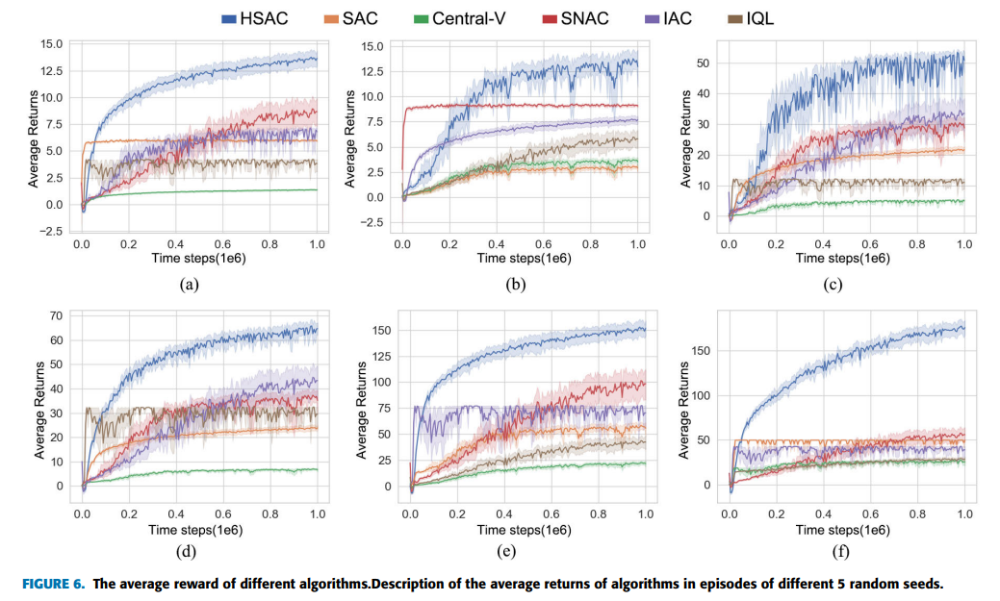 HSAC SAC Central-V SNAC IAC IQL
15.0
12.5
10.0
7.5
5.0
2.5
0.0
−2.5
Average Returns
0.0 0.2 0.4 0.6 0.8 1.0
Time steps(1e6)
(a)
15.0
12.5
10.0
7.5
5.0
2.5
0.0
−2.5
Average Returns
0.0 0.2 0.4 0.6 0.8 1.0
Time steps(1e6)
(b)
50
40
30
20
10
0
Average Returns
0.0 0.2 0.4 0.6 0.8 1.0
Time steps(1e6)
(c)
70
60
50
40
30
20
10
0
Average Returns
0.0 0.2 0.4 0.6 0.8 1.0
Time steps(1e6)
(d)
150
125
100
75
50
25
0
Average Returns
0.0 0.2 0.4 0.6 0.8 1.0
Time steps(1e6)
(e)
150
100
50
0
Average Returns
0.0 0.2 0.4 0.6 0.8 1.0
Time steps(1e6)
(f)
FIGURE 6. The average reward of different algorithms.Description of the average returns of algorithms in episodes of different 5 random seeds.